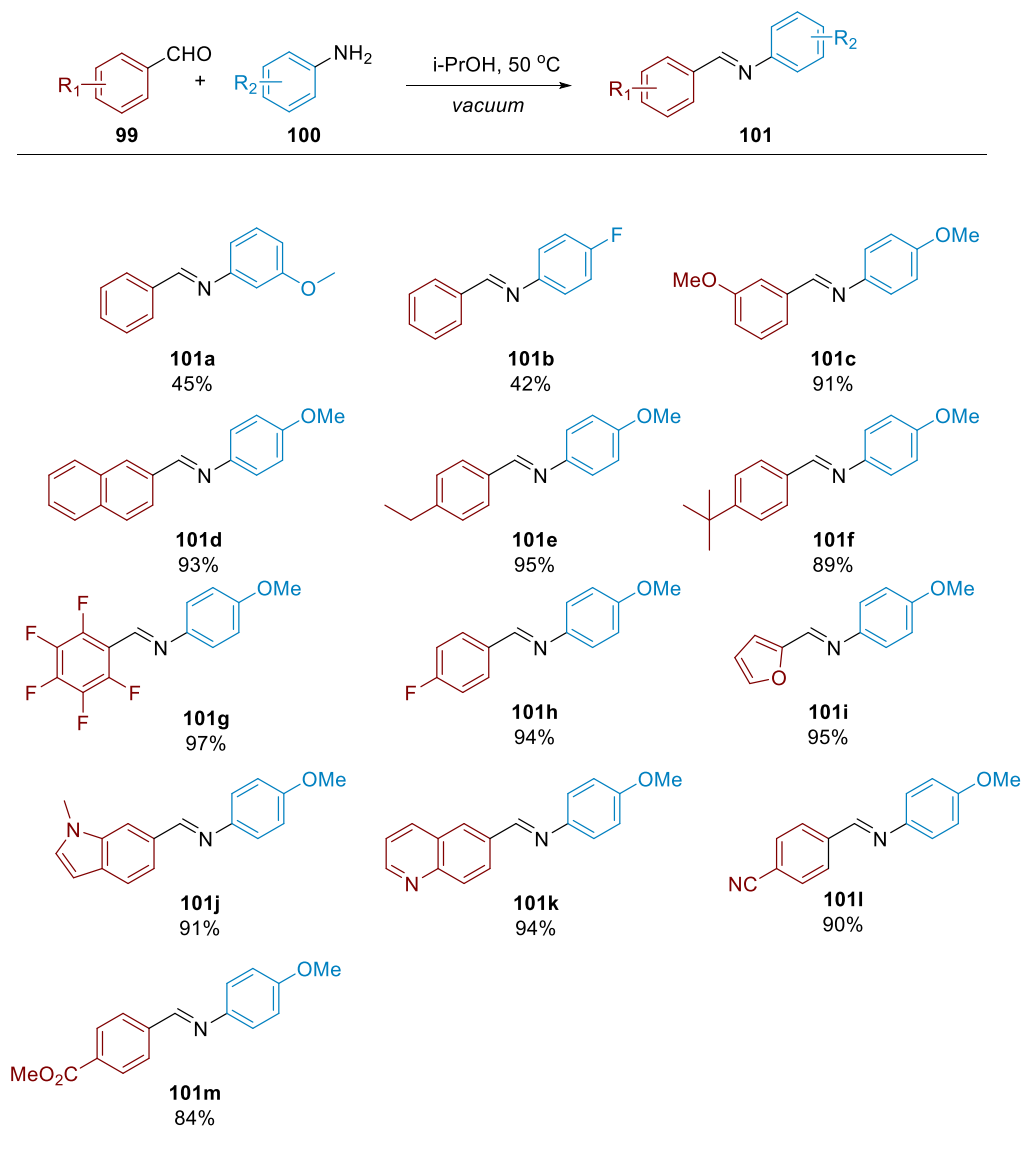 R1 CHO + R2 NH2 i-PrOH, 50 °C vacuum R1 N R2
99 100 101
N O
101a
45%
N F
101b
42%
MeO N OMe
101c
91%
N OMe
101d
93%
N OMe
101e
95%
N OMe
101f
89%
F F F F F N OMe
101g
97%
F N OMe
101h
94%
O N OMe
101i
95%
N N OMe
101j
91%
N N OMe
101k
94%
NC N OMe
101l
90%
MeO2C N OMe
101m
84%